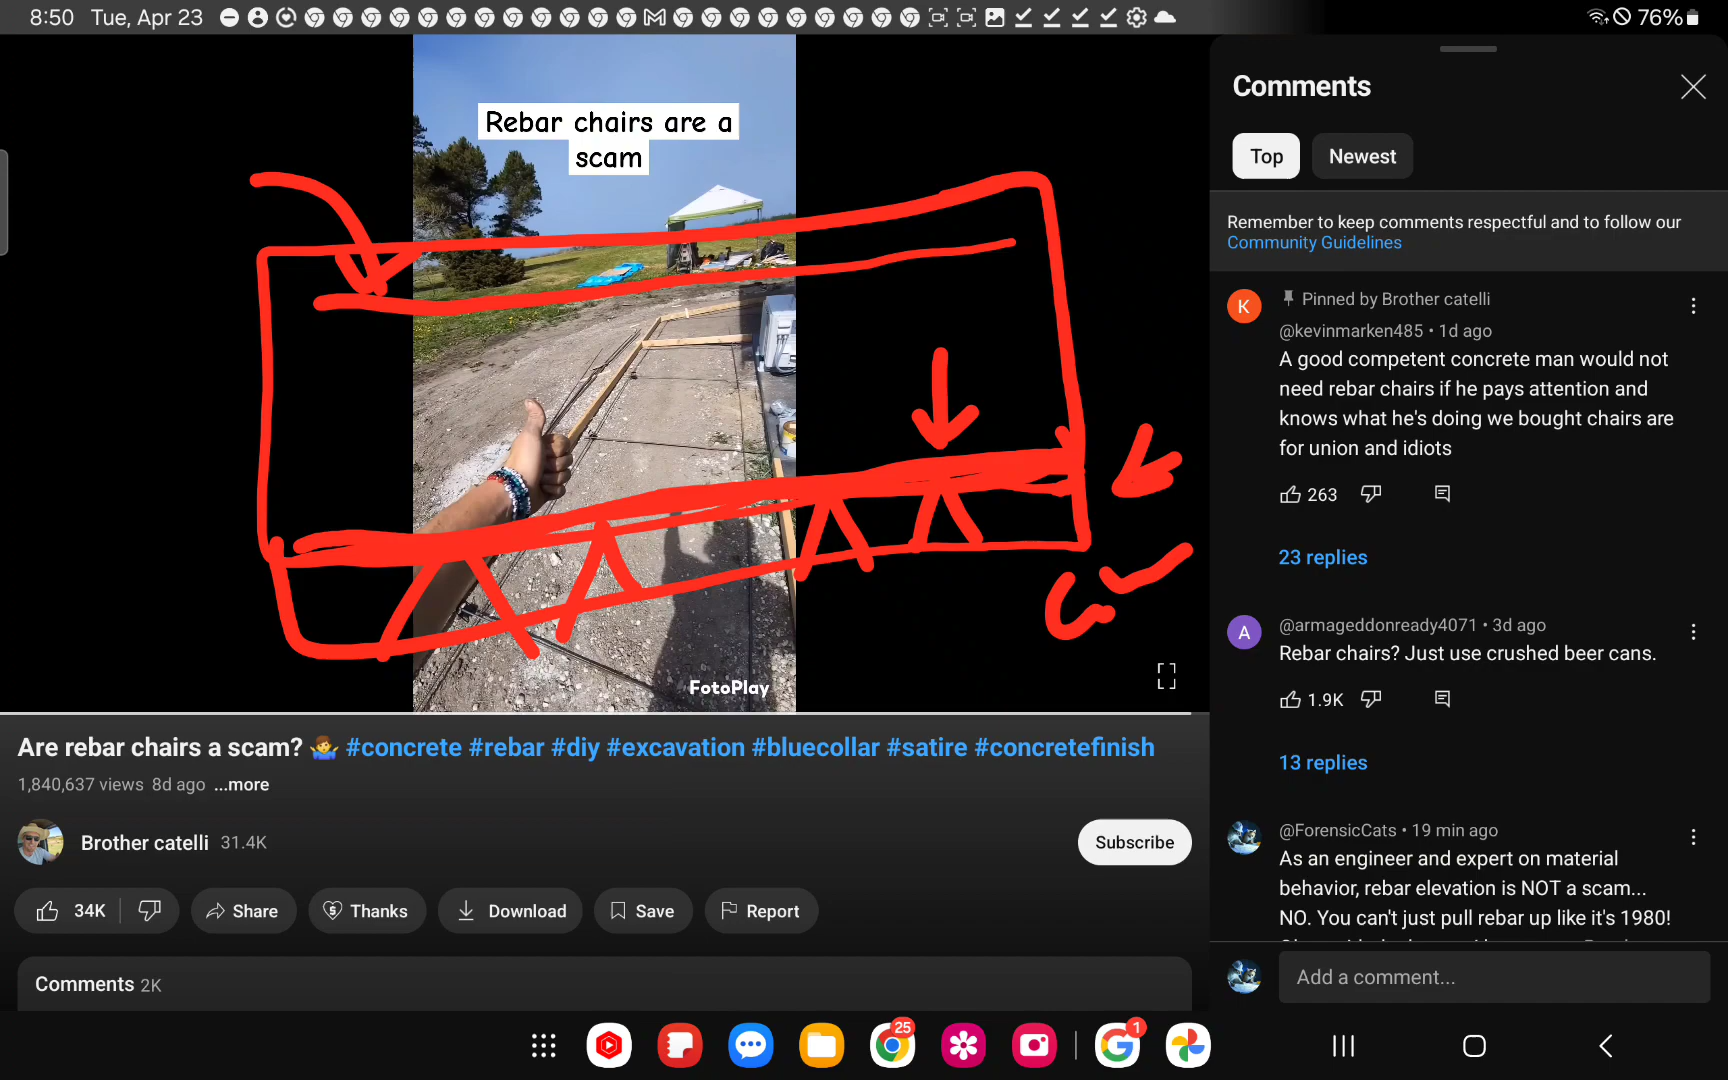 8:50 Tue, Apr 23
76%
Rebar chairs are a
scam
FotoPlay
Are rebar chairs a scam? 🤷‍♂️ #concrete #rebar #diy #excavation #bluecollar #satire #concretefinish
1,840,637 views 8d ago ...more
Brother catelli 31.4K
Subscribe
34K
Share
Thanks
Download
Save
Report
Comments 2K
Comments
Top
Newest
Remember to keep comments respectful and to follow our
Community Guidelines
K
Pinned by Brother catelli
@kevinmarken485 • 1d ago
A good competent concrete man would not
need rebar chairs if he pays attention and
knows what he's doing we bought chairs are
for union and idiots
263
23 replies
A
@armageddonready4071 • 3d ago
Rebar chairs? Just use crushed beer cans.
1.9K
13 replies
@ForensicCats • 19 min ago
As an engineer and expert on material
behavior, rebar elevation is NOT a scam...
NO. You can't just pull rebar up like it's 1980!
Add a comment...
25
1